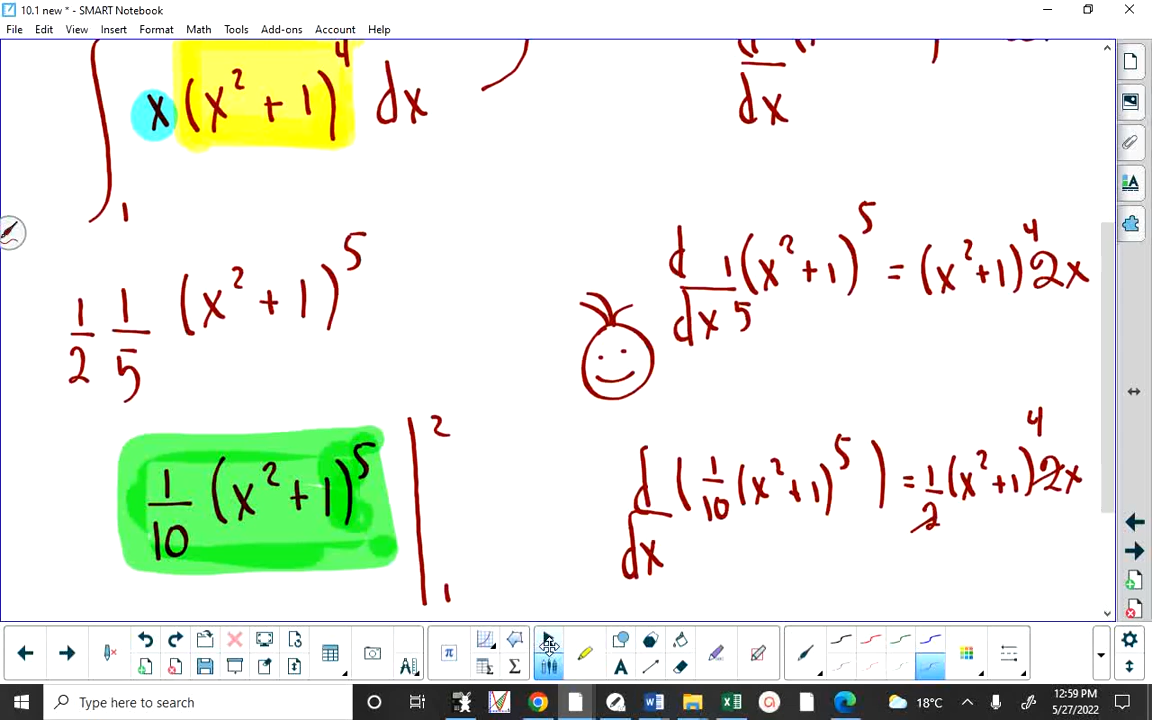 10.1 new * - SMART Notebook
File Edit View Insert Format Math Tools Add-ons Account Help
∫ x (x² + 1)⁴ dx
1
dx
1/2 1/5 (x² + 1)⁵
d/dx 1/5 (x² + 1)⁵ = (x² + 1)⁴ 2x
1/10 (x² + 1)⁵ | 2
1
d/dx (1/10 (x² + 1)⁵) = 1/2 (x² + 1)⁴ 2x
Type here to search
18°C
12:59 PM
5/27/2022